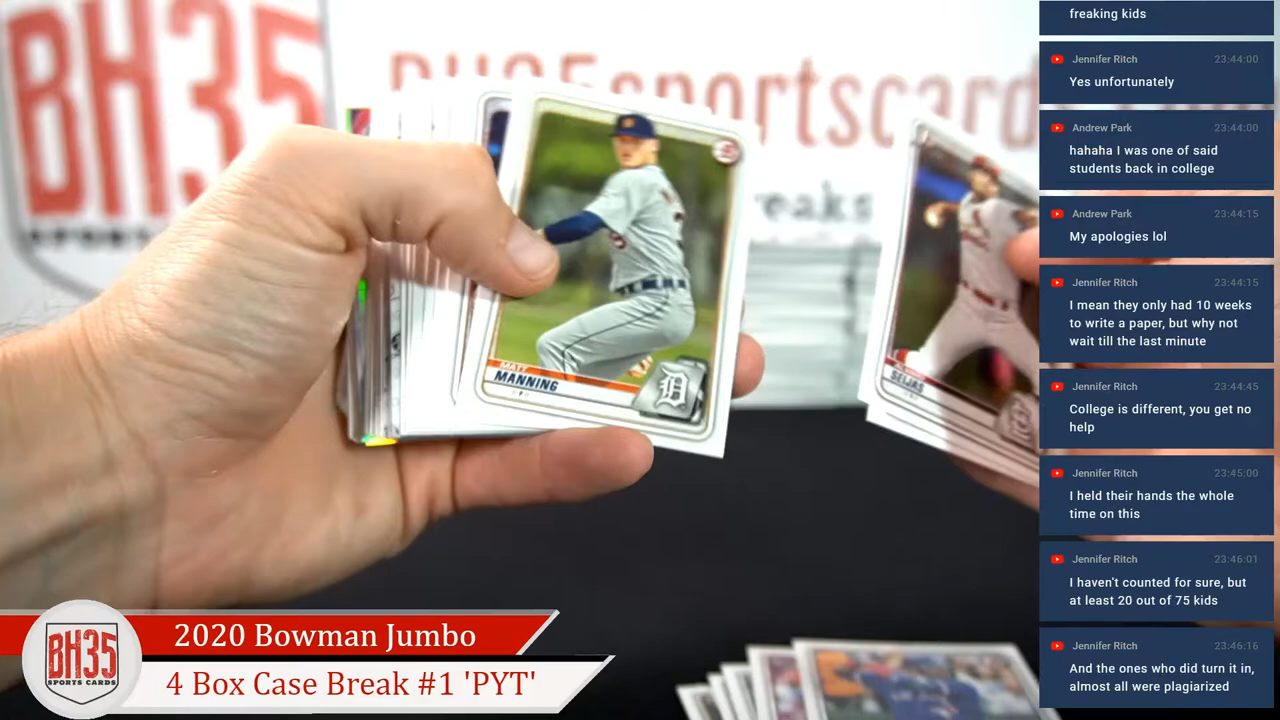 BH35
SPORTS CARDS
BH35sportscards
breaks
MATT
MANNING
D
SEIJAS
freaking kids
Jennifer Ritch 23:44:00
Yes unfortunately
Andrew Park 23:44:00
hahaha I was one of said
students back in college
Andrew Park 23:44:15
My apologies lol
Jennifer Ritch 23:44:15
I mean they only had 10 weeks
to write a paper, but why not
wait till the last minute
Jennifer Ritch 23:44:45
College is different, you get no
help
Jennifer Ritch 23:45:00
I held their hands the whole
time on this
Jennifer Ritch 23:46:01
I haven't counted for sure, but
at least 20 out of 75 kids
Jennifer Ritch 23:46:16
And the ones who did turn it in,
almost all were plagiarized
BH35
SPORTS CARDS
2020 Bowman Jumbo
4 Box Case Break #1 'PYT'